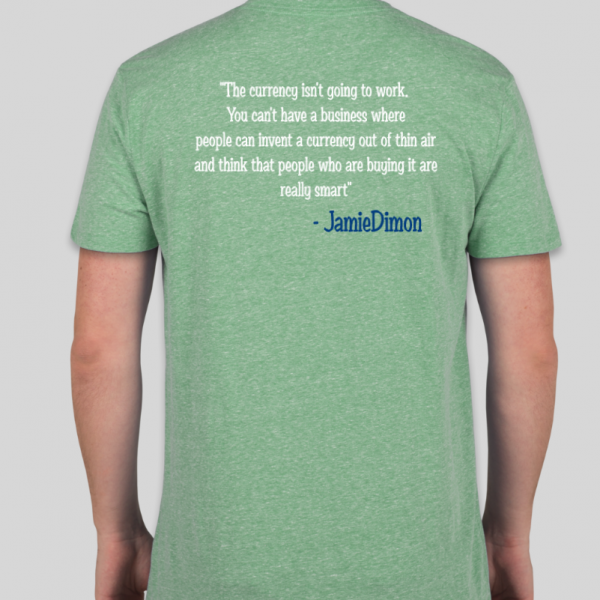 "The currency isn't going to work.
You can't have a business where
people can invent a currency out of thin air
and think that people who are buying it are
really smart"
- JamieDimon